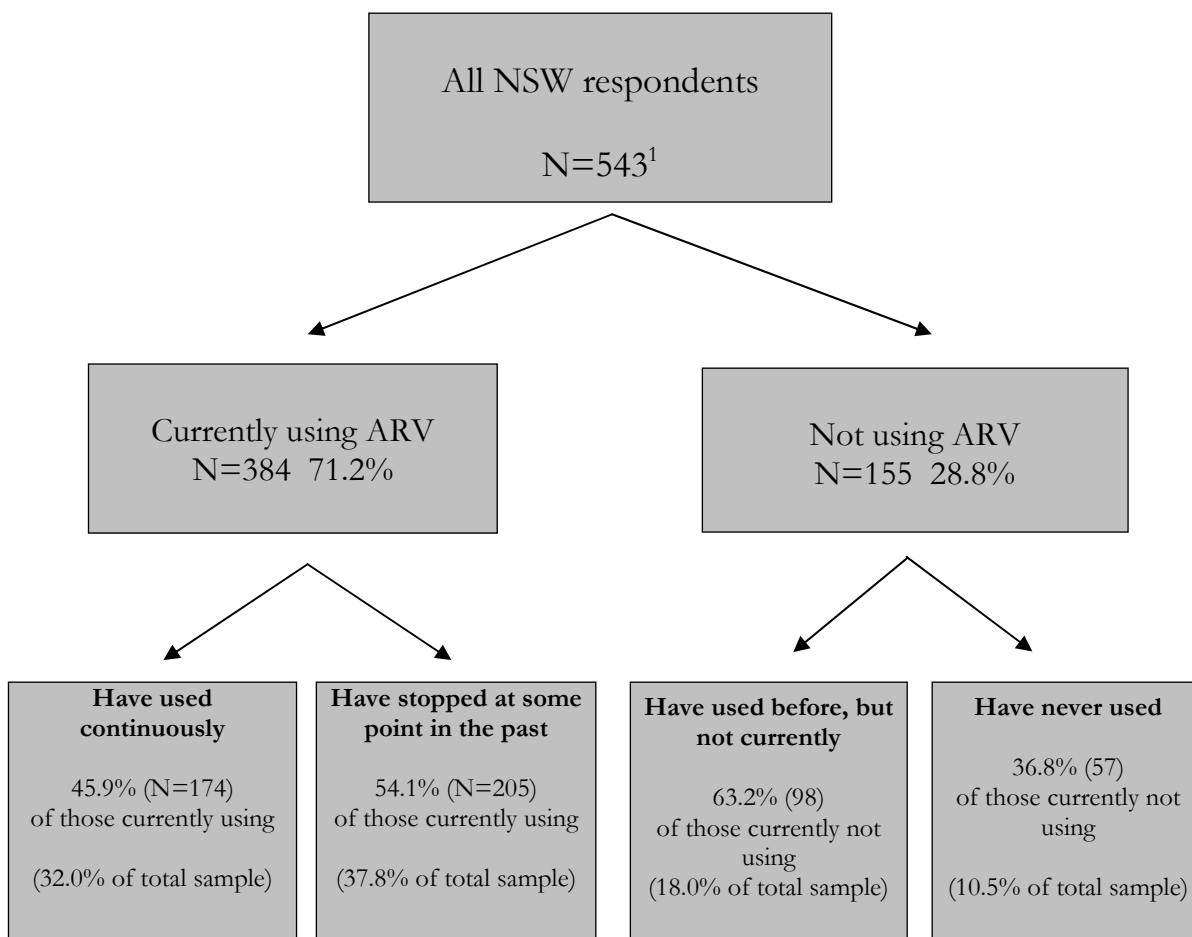 All NSW respondents
N=543¹
Currently using ARV
N=384 71.2%
Not using ARV
N=155 28.8%
Have used
continuously
45.9% (N=174)
of those currently using
(32.0% of total sample)
Have stopped at some
point in the past
54.1% (N=205)
of those currently using
(37.8% of total sample)
Have used before, but
not currently
63.2% (98)
of those currently not
using
(18.0% of total sample)
Have never used
36.8% (57)
of those currently not
using
(10.5% of total sample)